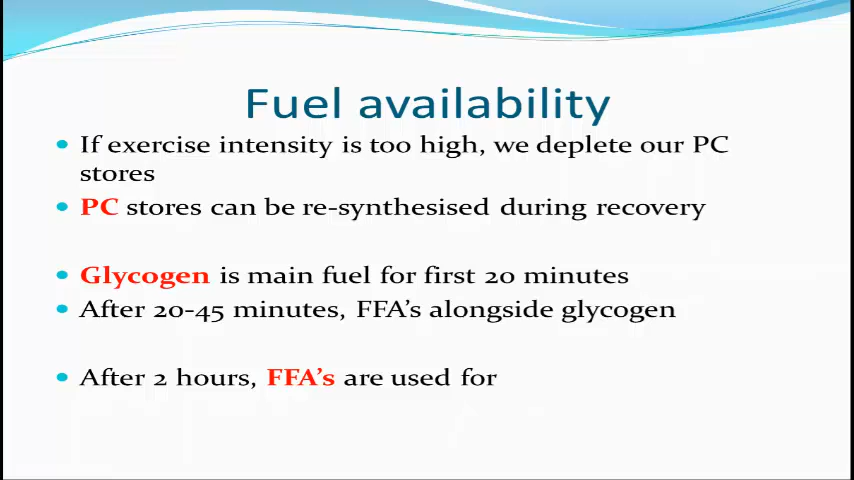 Fuel availability
• If exercise intensity is too high, we deplete our PC
stores
• PC stores can be re-synthesised during recovery
• Glycogen is main fuel for first 20 minutes
• After 20-45 minutes, FFA's alongside glycogen
• After 2 hours, FFA's are used for